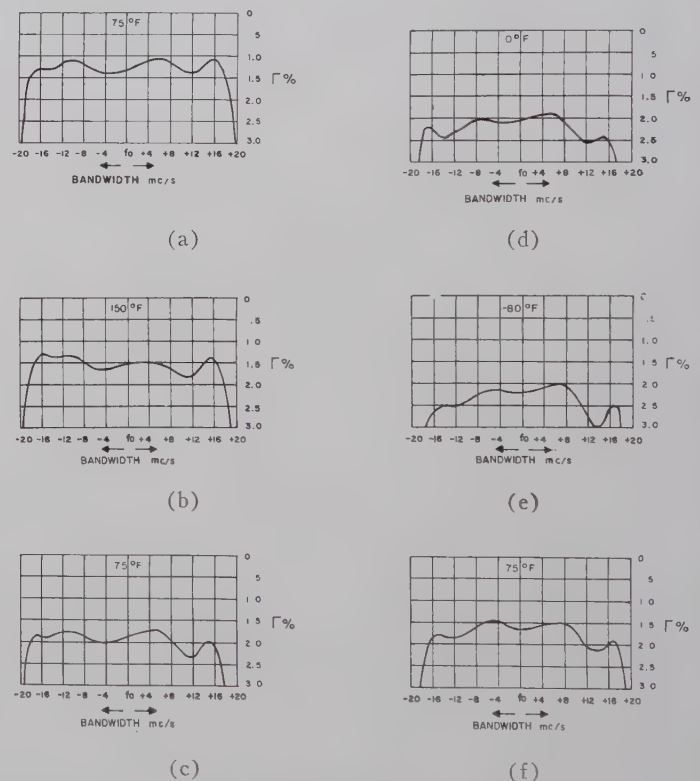 75 °F
0
5
1.0
1.5
2.0
2.5
3.0
Γ%
-20 -16 -12 -8 -4 fo +4 +8 +12 +16 +20
BANDWIDTH mc/s
(a)
150 °F
0
.5
1.0
1.5
2.0
2.5
3.0
Γ%
-20 -16 -12 -8 -4 fo +4 +8 +12 +16 +20
BANDWIDTH mc/s
(b)
75 °F
0
5
1 0
1 5
2 0
2.5
3 0
Γ%
-20 -16 -12 -8 -4 fo +4 +8 +12 +16 +20
BANDWIDTH mc/s
(c)
0 °F
0
5
1 0
1.5
2.0
2.5
3.0
Γ%
-20 -16 -12 -8 -4 fo +4 +8 +12 +16 +20
BANDWIDTH mc/s
(d)
-80 °F
1 0
1 5
2 0
2 5
3.0
Γ%
-20 -16 -12 -8 -4 fo +4 +8 +12 +16 +20
BANDWIDTH mc/s
(e)
75 °F
0
5
1 0
1 5
2.0
2.5
3 0
Γ%
-20 -16 -12 -8 -4 fo +4 +8 +12 +16 +20
BANDWIDTH mc/s
(f)